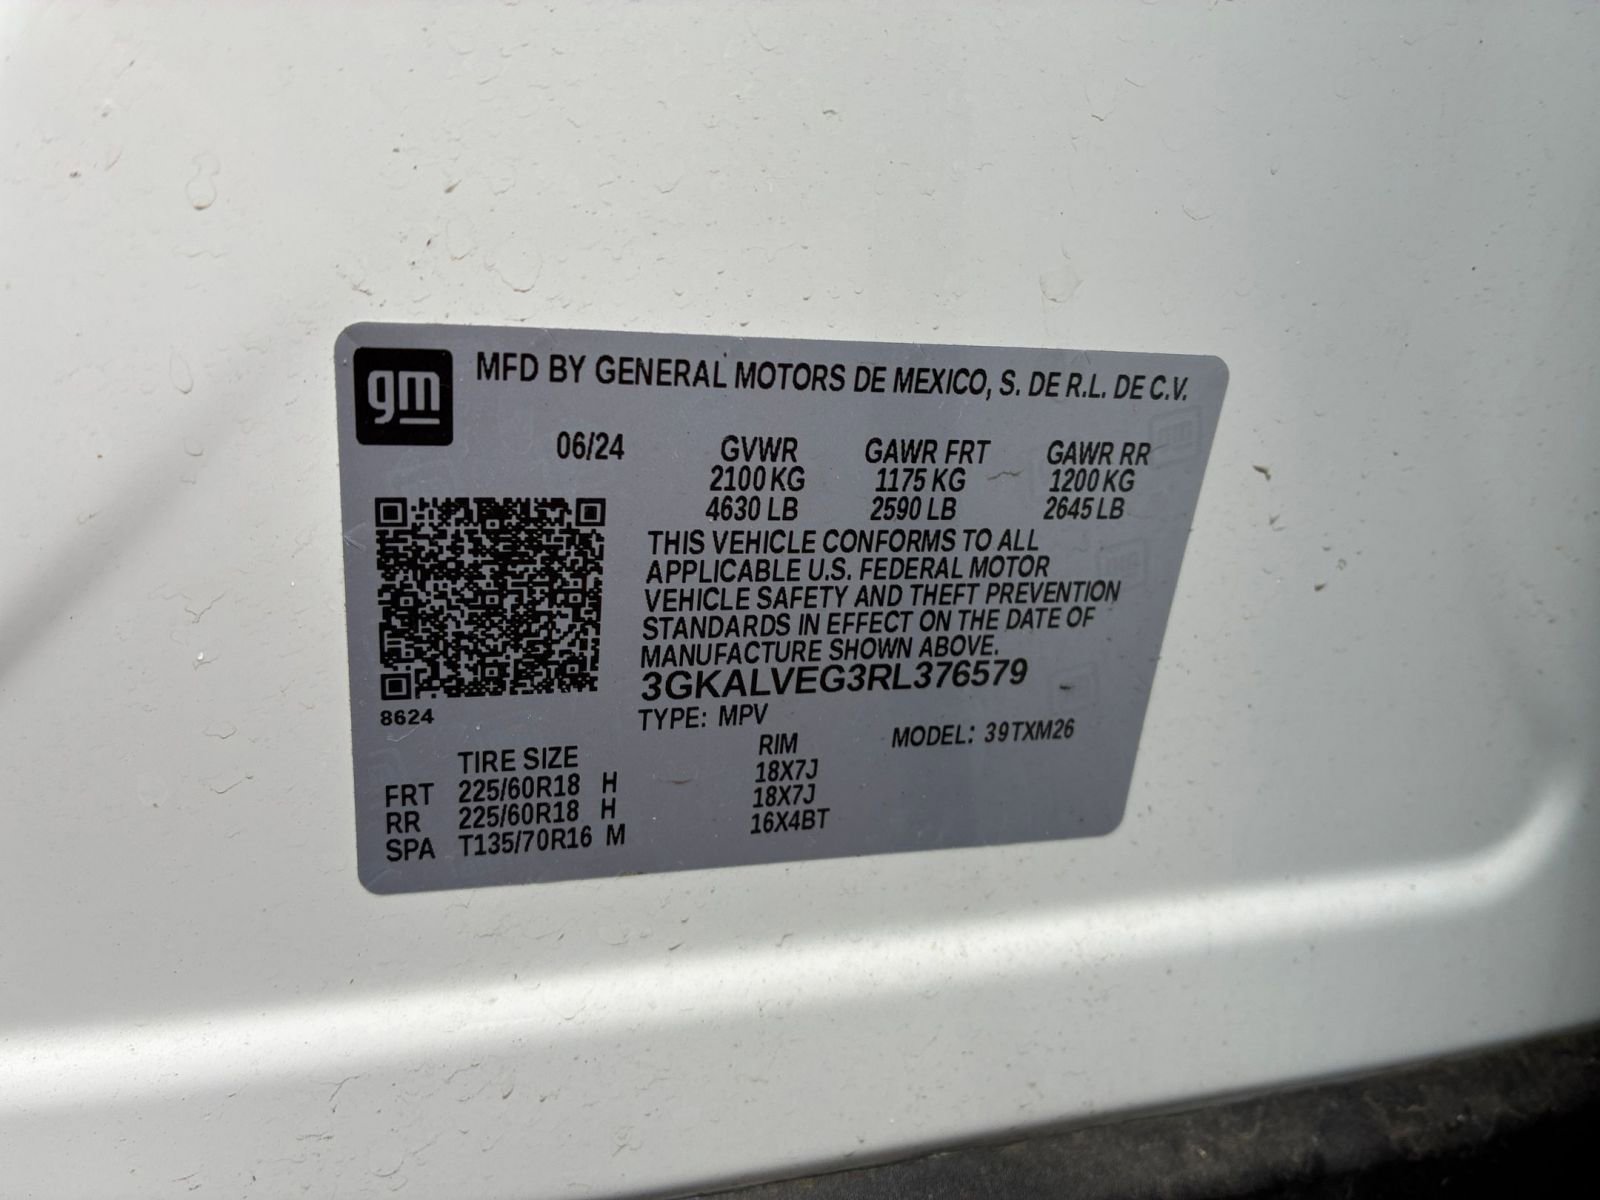 gm
MFD BY GENERAL MOTORS DE MEXICO, S. DE R.L. DE C.V.
06/24 GVWR GAWR FRT GAWR RR
2100 KG 1175 KG 1200 KG
4630 LB 2590 LB 2645 LB
THIS VEHICLE CONFORMS TO ALL
APPLICABLE U.S. FEDERAL MOTOR
VEHICLE SAFETY AND THEFT PREVENTION
STANDARDS IN EFFECT ON THE DATE OF
MANUFACTURE SHOWN ABOVE.
3GKALVEG3RL376579
8624
TYPE: MPV MODEL: 39TXM26
TIRE SIZE RIM
FRT 225/60R18 H 18X7J
RR 225/60R18 H 18X7J
SPA T135/70R16 M 16X4BT